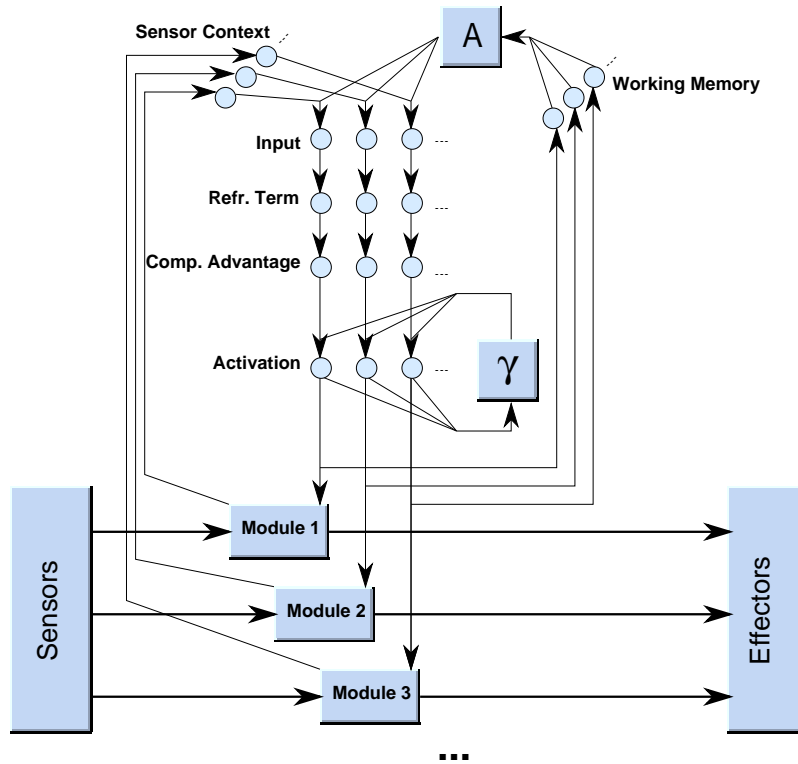 Sensor Context
A
Working Memory
Input
...
Refr. Term
...
Comp. Advantage
...
Activation
...
γ
Sensors
Module 1
Module 2
Module 3
Effectors
...